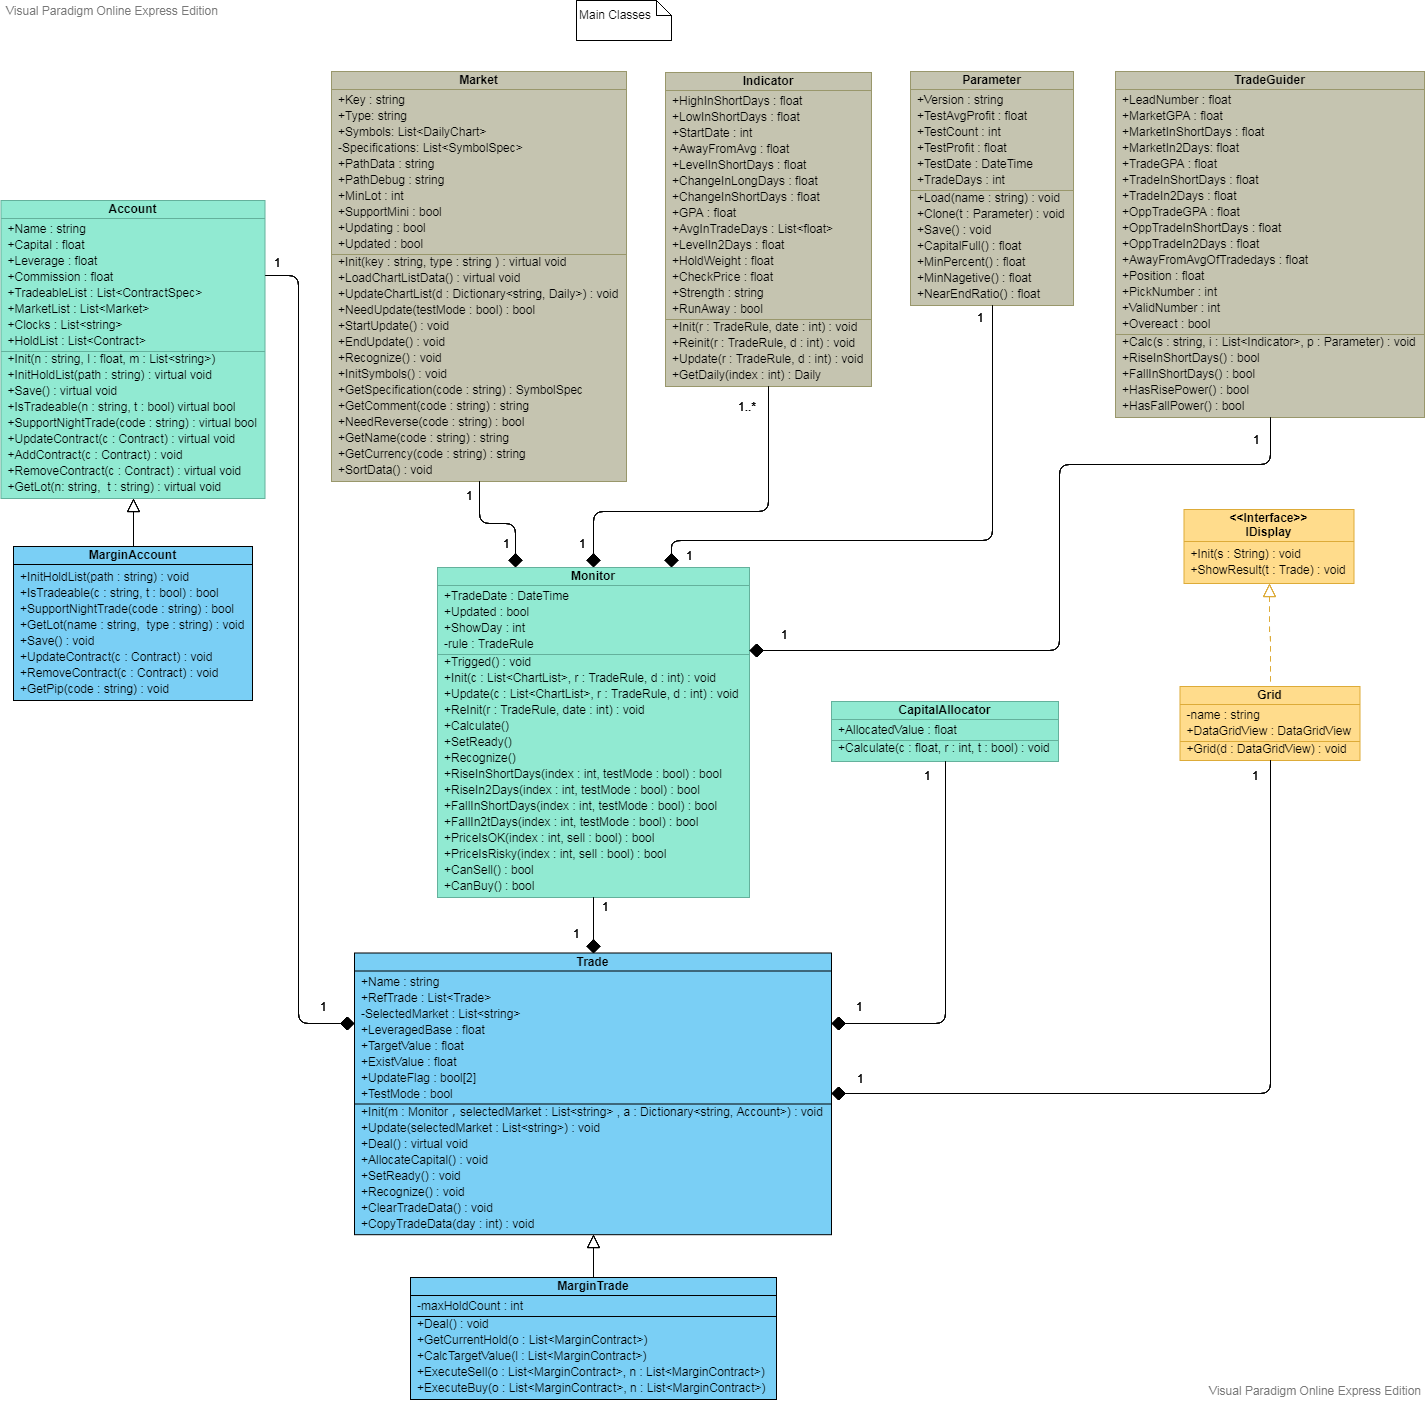 Visual Paradigm Online Express Edition
Main Classes
Market
+Key : string
+Type: string
+Symbols: List<DailyChart>
-Specifications: List<SymbolSpec>
+PathData : string
+PathDebug : string
+MinLot : int
+SupportMini : bool
+Updating : bool
+Updated : bool
+Init(key : string, type : string ) : virtual void
+LoadChartListData() : virtual void
+UpdateChartList(d : Dictionary<string, Daily>) : void
+NeedUpdate(testMode : bool) : bool
+StartUpdate() : void
+EndUpdate() : void
+Recognize() : void
+InitSymbols() : void
+GetSpecification(code : string) : SymbolSpec
+GetComment(code : string) : string
+NeedReverse(code : string) : bool
+GetName(code : string) : string
+GetCurrency(code : string) : string
+SortData() : void
1
1
Indicator
+HighInShortDays : float
+LowInShortDays : float
+StartDate : int
+AwayFromAvg : float
+LevelInShortDays : float
+ChangeInLongDays : float
+ChangeInShortDays : float
+GPA : float
+AvgInTradeDays : List<float>
+LevelIn2Days : float
+HoldWeight : float
+CheckPrice : float
+Strength : string
+RunAway : bool
+Init(r : TradeRule, date : int) : void
+Reinit(r : TradeRule, d : int) : void
+Update(r : TradeRule, d : int) : void
+GetDaily(index : int) : Daily
1..*
1
Parameter
+Version : string
+TestAvgProfit : float
+TestCount : int
+TestProfit : float
+TestDate : DateTime
+TradeDays : int
+Load(name : string) : void
+Clone(t : Parameter) : void
+Save() : void
+CapitalFull() : float
+MinPercent() : float
+MinNagetive() : float
+NearEndRatio() : float
1
1
TradeGuider
+LeadNumber : float
+MarketGPA : float
+MarketInShortDays : float
+MarketIn2Days: float
+TradeGPA : float
+TradeInShortDays : float
+TradeIn2Days : float
+OppTradeGPA : float
+OppTradeInShortDays : float
+OppTradeIn2Days : float
+AwayFromAvgOfTradedays : float
+Position : float
+PickNumber : int
+ValidNumber : int
+Overeact : bool
+Calc(s : string, i : List<Indicator>, p : Parameter) : void
+RiseInShortDays() : bool
+FallInShortDays() : bool
+HasRisePower() : bool
+HasFallPower() : bool
1
1
Account
+Name : string
+Capital : float
+Leverage : float
+Commission : float
+TradeableList : List<ContractSpec>
+MarketList : List<Market>
+Clocks : List<string>
+HoldList : List<Contract>
+Init(n : string, l : float, m : List<string>)
+InitHoldList(path : string) : virtual void
+Save() : virtual void
+IsTradeable(n : string, t : bool) virtual bool
+SupportNightTrade(code : string) : virtual bool
+UpdateContract(c : Contract) : virtual void
+AddContract(c : Contract) : void
+RemoveContract(c : Contract) : virtual void
+GetLot(n: string,  t : string) : virtual void
1
1
MarginAccount
+InitHoldList(path : string) : void
+IsTradeable(c : string, t : bool) : bool
+SupportNightTrade(code : string) : bool
+GetLot(name : string,  type : string) : void
+Save() : void
+UpdateContract(c : Contract) : void
+RemoveContract(c : Contract) : void
+GetPip(code : string) : void
Monitor
+TradeDate : DateTime
+Updated : bool
+ShowDay : int
-rule : TradeRule
+Trigged() : void
+Init(c : List<ChartList>, r : TradeRule, d : int) : void
+Update(c : List<ChartList>, r : TradeRule, d : int) : void
+ReInit(r : TradeRule, date : int) : void
+Calculate()
+SetReady()
+Recognize()
+RiseInShortDays(index : int, testMode : bool) : bool
+RiseIn2Days(index : int, testMode : bool) : bool
+FallInShortDays(index : int, testMode : bool) : bool
+FallIn2tDays(index : int, testMode : bool) : bool
+PriceIsOK(index : int, sell : bool) : bool
+PriceIsRisky(index : int, sell : bool) : bool
+CanSell() : bool
+CanBuy() : bool
1
1
<<Interface>>
IDisplay
+Init(s : String) : void
+ShowResult(t : Trade) : void
Grid
-name : string
+DataGridView : DataGridView
+Grid(d : DataGridView) : void
1
1
CapitalAllocator
+AllocatedValue : float
+Calculate(c : float, r : int, t : bool) : void
1
1
Trade
+Name : string
+RefTrade : List<Trade>
-SelectedMarket : List<string>
+LeveragedBase : float
+TargetValue : float
+ExistValue : float
+UpdateFlag : bool[2]
+TestMode : bool
+Init(m : Monitor , selectedMarket : List<string> , a : Dictionary<string, Account>) : void
+Update(selectedMarket : List<string>) : void
+Deal() : virtual void
+AllocateCapital() : void
+SetReady() : void
+Recognize() : void
+ClearTradeData() : void
+CopyTradeData(day : int) : void
MarginTrade
-maxHoldCount : int
+Deal() : void
+GetCurrentHold(o : List<MarginContract>)
+CalcTargetValue(l : List<MarginContract>)
+ExecuteSell(o : List<MarginContract>, n : List<MarginContract>)
+ExecuteBuy(o : List<MarginContract>, n : List<MarginContract>)
Visual Paradigm Online Express Edition